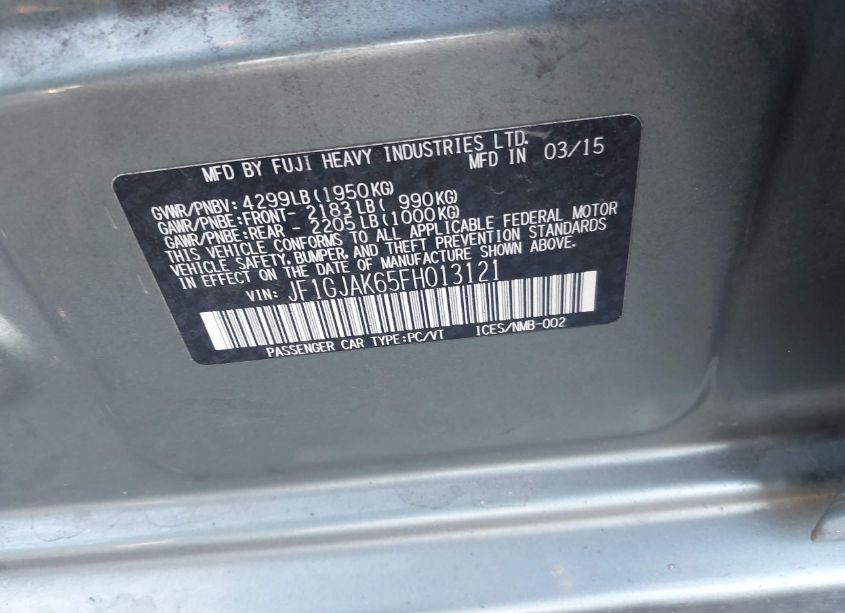 MFD BY FUJI HEAVY INDUSTRIES LTD.
MFD IN 03/15
GVWR/PNBV: 4299LB(1950KG)
GAWR/PNBE:FRONT- 2183LB( 990KG)
GAWR/PNBE:REAR - 2205LB(1000KG)
THIS VEHICLE CONFORMS TO ALL APPLICABLE FEDERAL MOTOR
VEHICLE SAFETY,BUMPER, AND THEFT PREVENTION STANDARDS
IN EFFECT ON THE DATE OF MANUFACTURE SHOWN ABOVE.
VIN: JF1GJAK65FH013121
PASSENGER CAR TYPE:PC/VT ICES/NMB-002